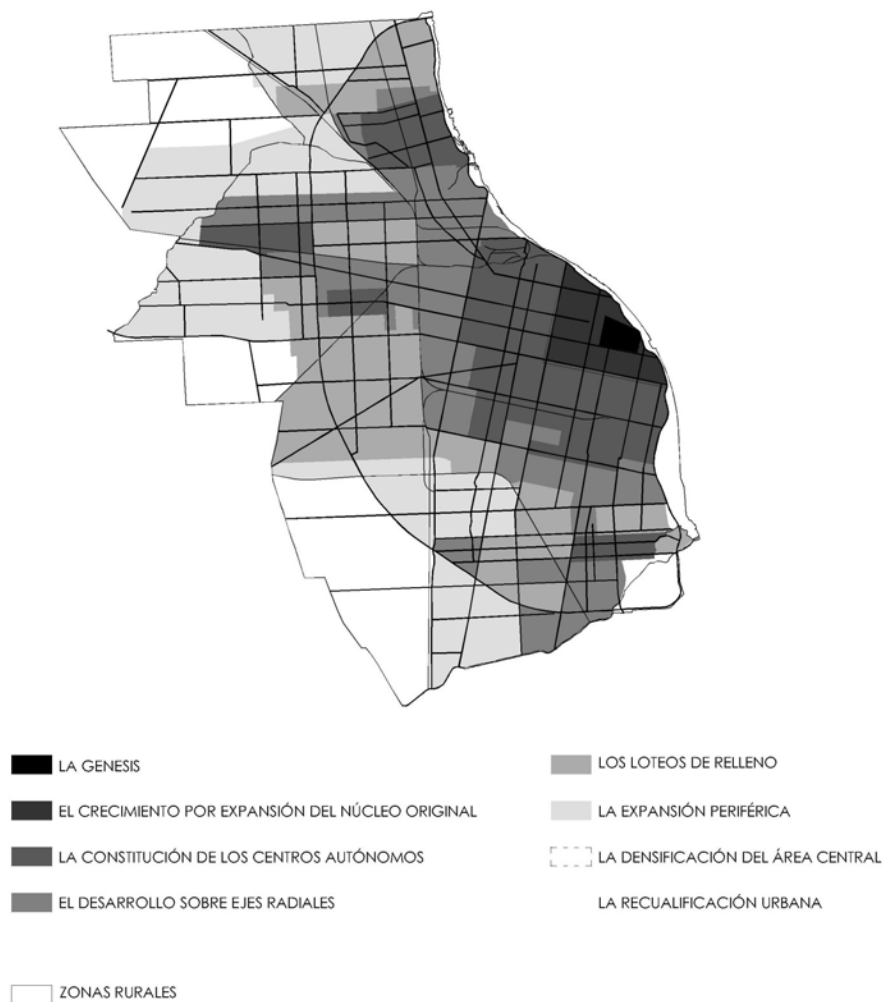 LA GENESIS
EL CRECIMIENTO POR EXPANSIÓN DEL NÚCLEO ORIGINAL
LA CONSTITUCIÓN DE LOS CENTROS AUTÓNOMOS
EL DESARROLLO SOBRE EJES RADIALES
LOS LOTEOS DE RELLENO
LA EXPANSIÓN PERIFÉRICA
LA DENSIFICACIÓN DEL ÁREA CENTRAL
LA RECUALIFICACIÓN URBANA
ZONAS RURALES